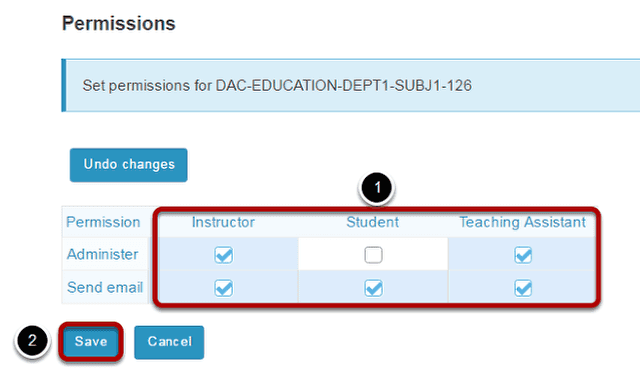 Permissions
Set permissions for DAC-EDUCATION-DEPT1-SUBJ1-126
Undo changes
1
Permission Instructor Student Teaching Assistant
Administer
Send email
2 Save Cancel